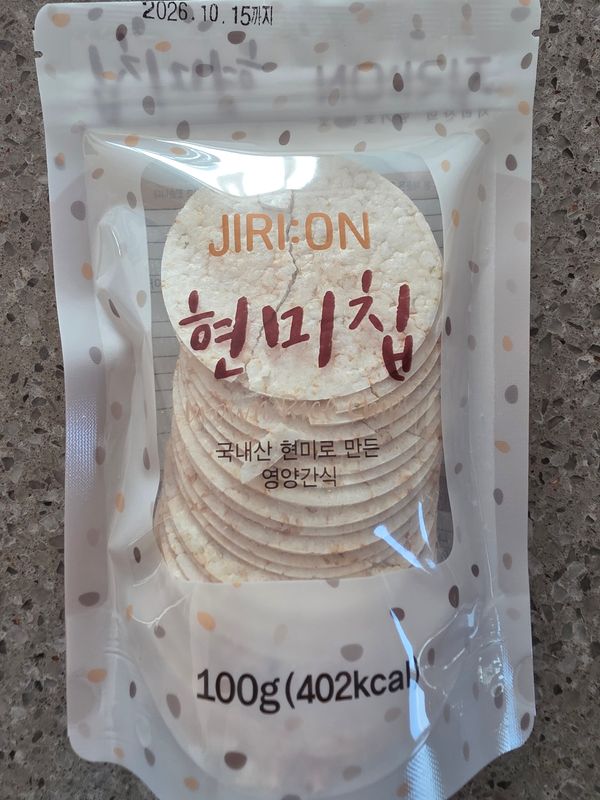 2026.10.15까지
JIRI:ON
현미칩
국내산 현미로 만든
영양간식
100g(402kcal)